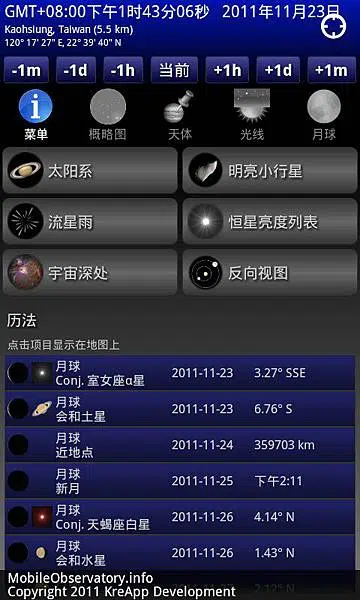 GMT+08:00下午1时43分06秒 2011年11月23日
Kaohsiung, Taiwan (5.5 km)
120° 17' 27" E, 22° 39' 40" N
-1m -1d -1h 当前 +1h +1d +1m
菜单 概略图 天体 光线 月球
太阳系 明亮小行星
流星雨 恒星亮度列表
宇宙深处 反向视图
历法
点击项目显示在地图上
月球
Conj. 室女座α星 2011-11-23 3.27° SSE
月球
会和土星 2011-11-23 6.76° S
月球
近地点 2011-11-24 359703 km
月球
新月 2011-11-25 下午2:11
月球
Conj. 天蝎座白星 2011-11-26 4.14° N
月球
会和水星 2011-11-26 1.43° N
MobileObservatory.info
Copyright 2011 KreApp Development